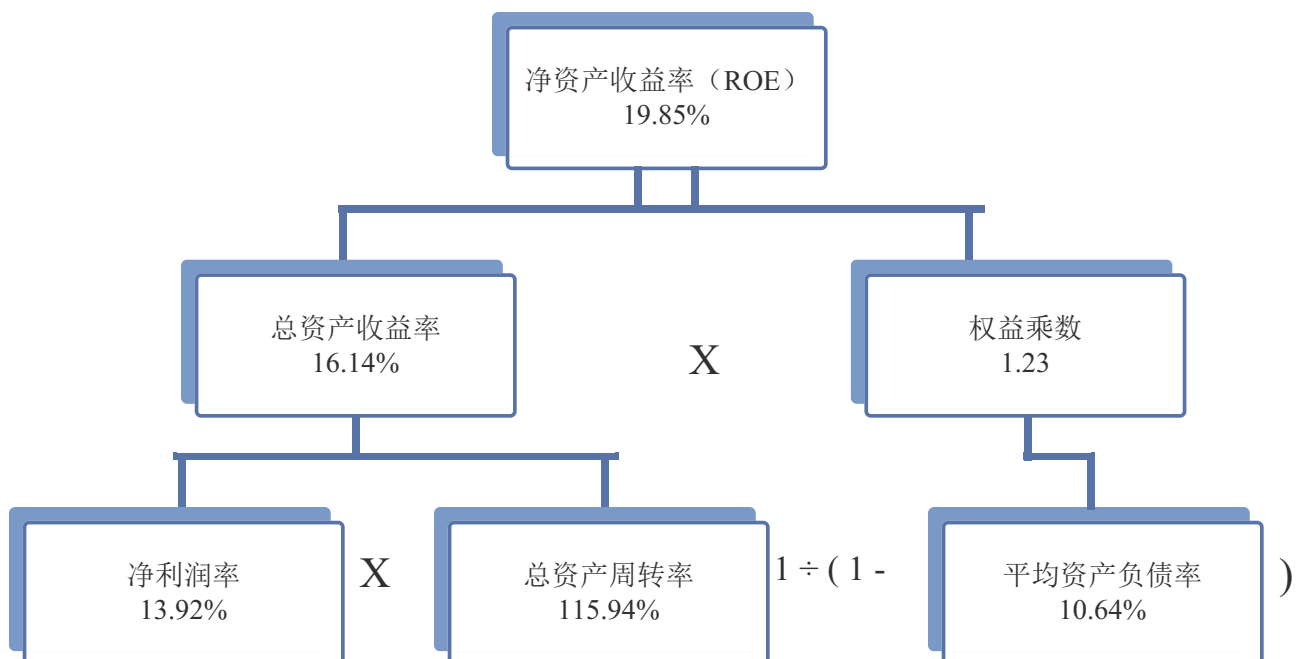 净资产收益率（ROE）
19.85%
总资产收益率
16.14%
X
权益乘数
1.23
净利润率
13.92%
X
总资产周转率
115.94%
1 ÷ ( 1 -
平均资产负债率
10.64%
)